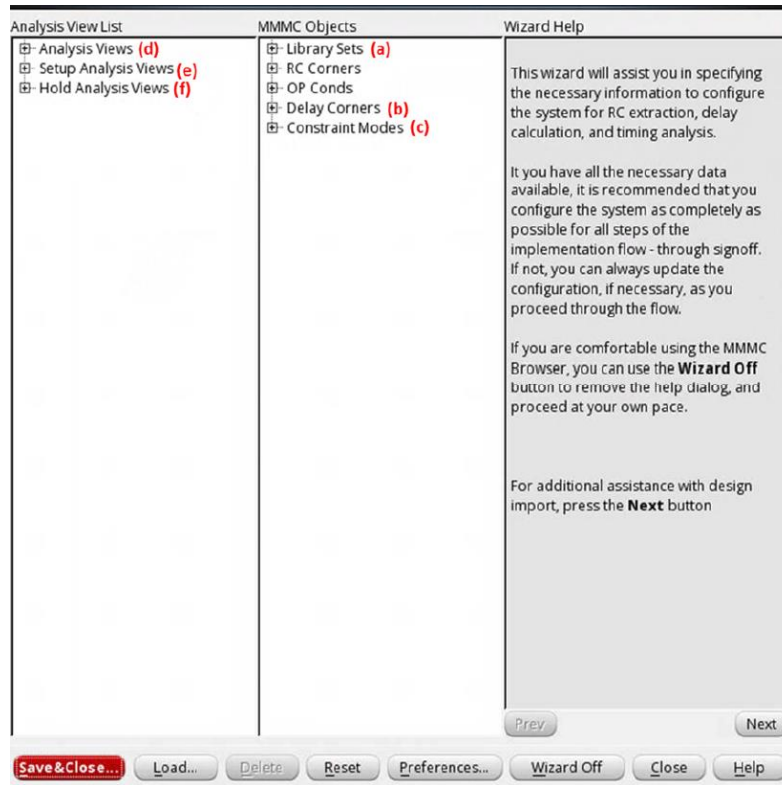 Analysis View List
Analysis Views (d)
Setup Analysis Views (e)
Hold Analysis Views (f)
MMMC Objects
Library Sets (a)
RC Corners
OP Conds
Delay Corners (b)
Constraint Modes (c)
Wizard Help
This wizard will assist you in specifying
the necessary information to configure
the system for RC extraction, delay
calculation, and timing analysis.
It you have all the necessary data
available, it is recommended that you
configure the system as completely as
possible for all steps of the
implementation flow - through signoff.
If not, you can always update the
configuration, if necessary, as you
proceed through the flow.
If you are comfortable using the MMMC
Browser, you can use the Wizard Off
button to remove the help dialog, and
proceed at your own pace.
For additional assistance with design
import, press the Next button
Prev Next
Save&Close... Load... Delete Reset Preferences... Wizard Off Close Help